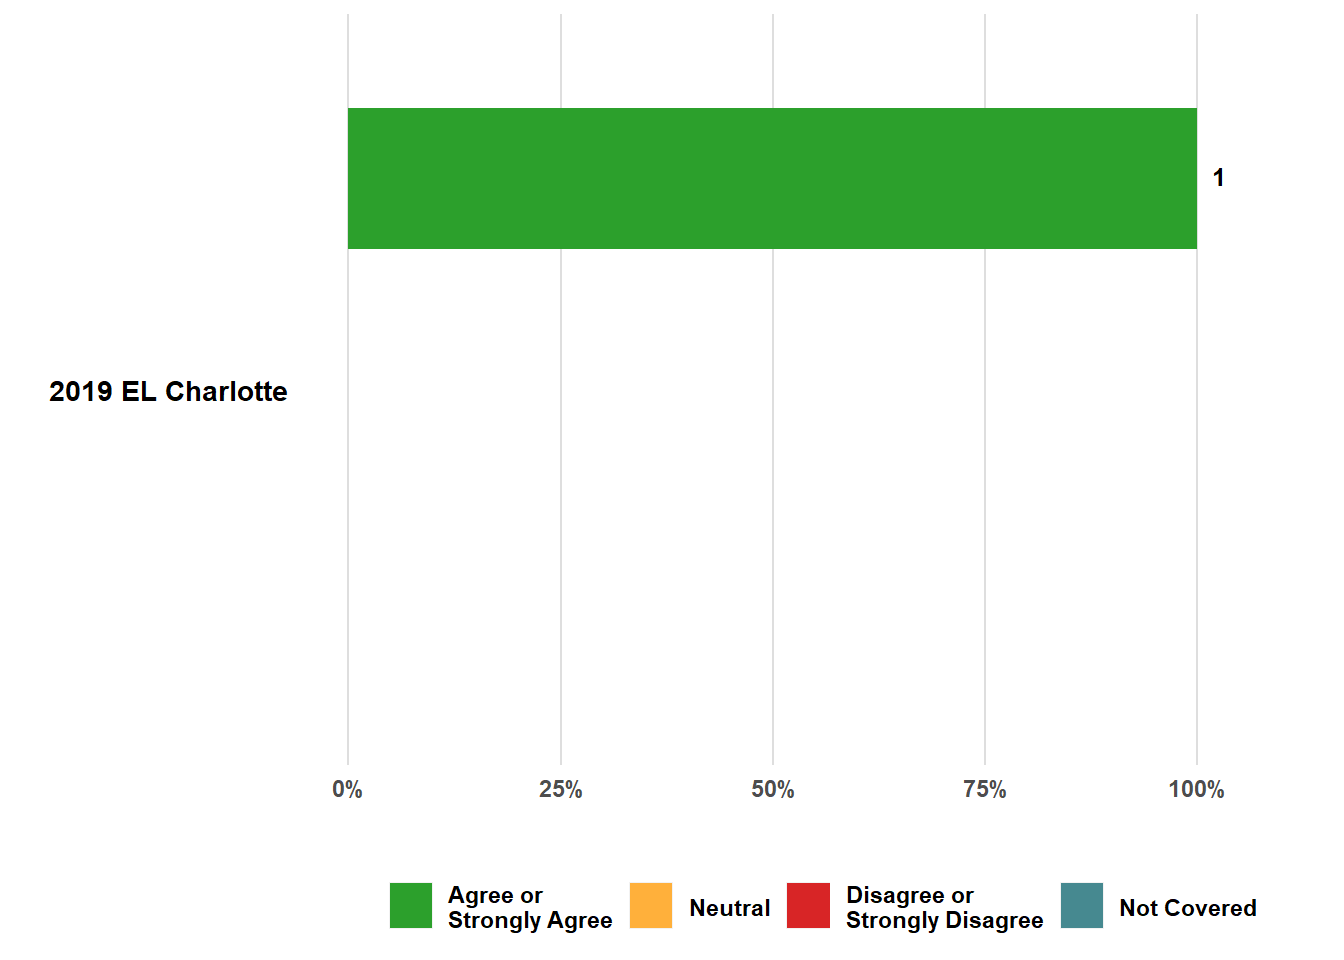 1
2019 EL Charlotte
0%
25%
50%
75%
100%
Agree or
Strongly Agree
Neutral
Disagree or
Strongly Disagree
Not Covered